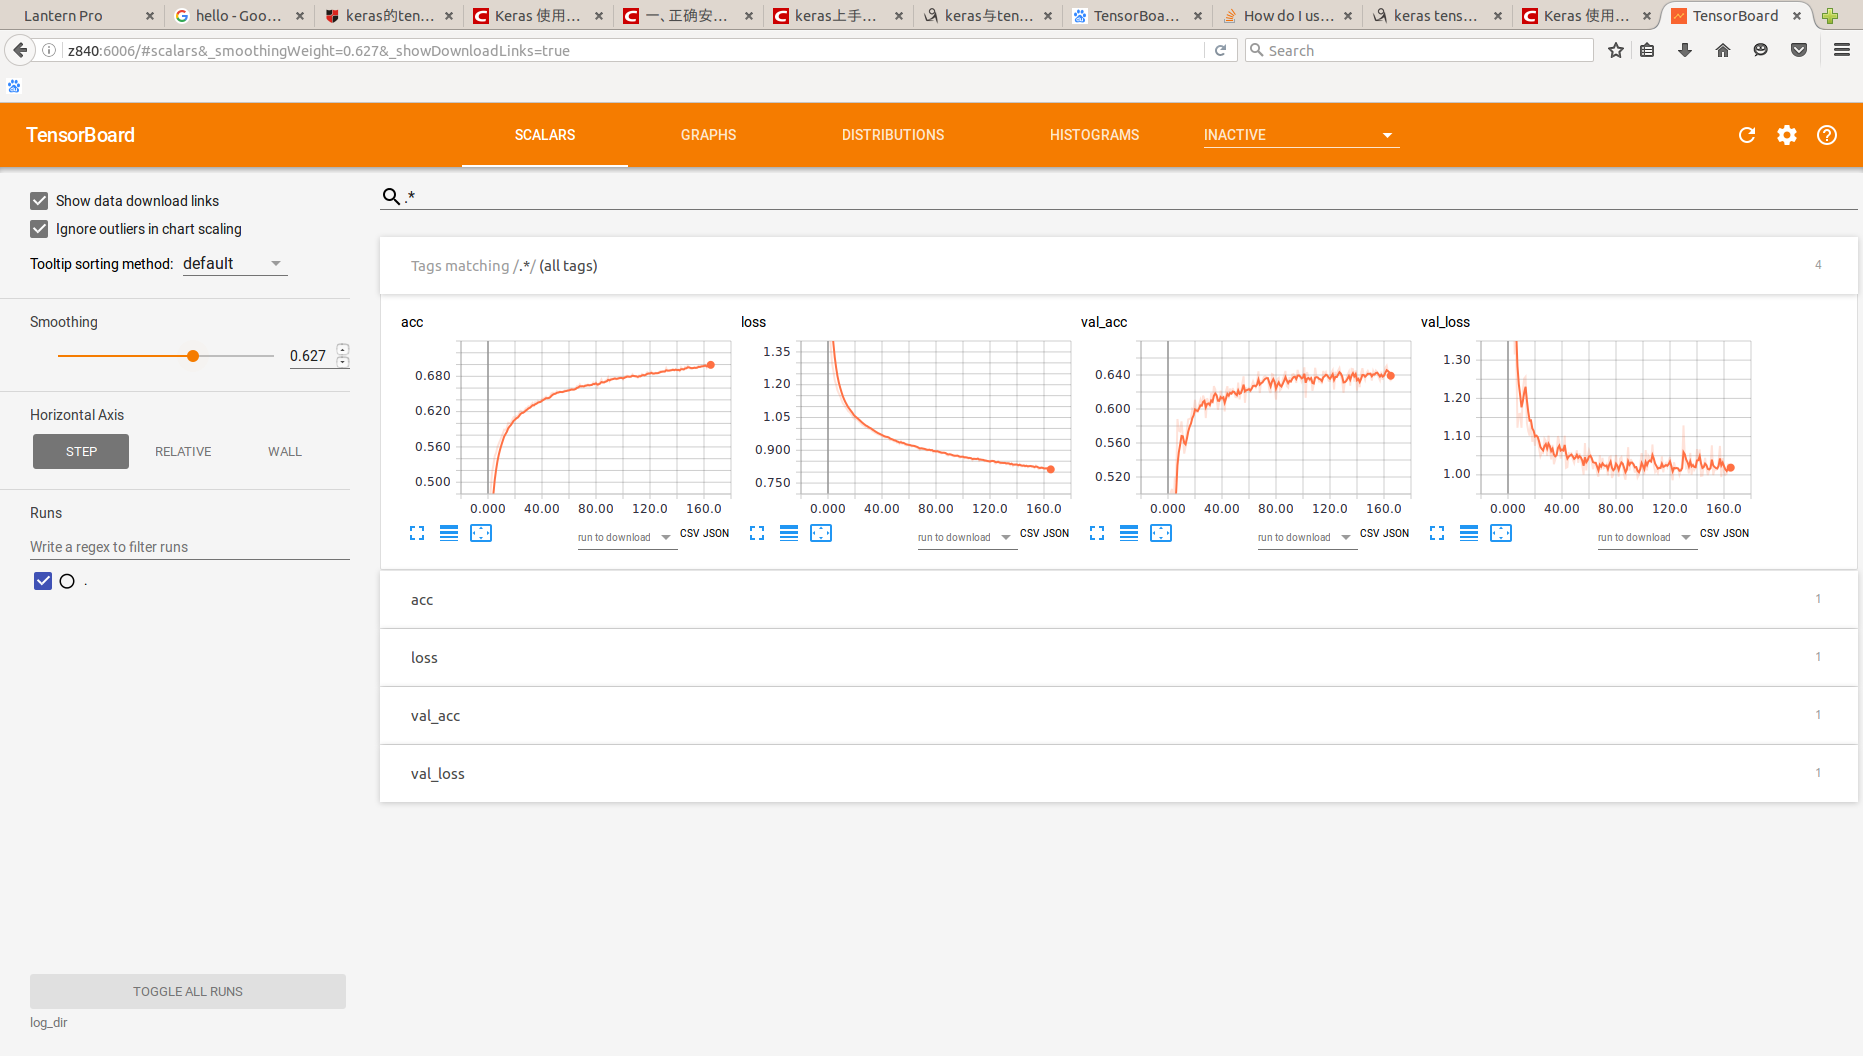 Lantern Pro
hello - Goo...
keras的ten...
Keras 使用...
一、正确安...
keras上手...
keras与ten...
TensorBoa...
How do I us...
keras tens...
Keras 使用...
TensorBoard
z840:6006/#scalars&_smoothingWeight=0.627&_showDownloadLinks=true
Search
TensorBoard
SCALARS
GRAPHS
DISTRIBUTIONS
HISTOGRAMS
INACTIVE
Show data download links
Ignore outliers in chart scaling
Tooltip sorting method: default
Smoothing
0.627
Horizontal Axis
STEP
RELATIVE
WALL
Runs
Write a regex to filter runs
.
TOGGLE ALL RUNS
log_dir
.*
Tags matching /.*/ (all tags)
4
acc
0.680
0.620
0.560
0.500
0.000 40.00 80.00 120.0 160.0
run to download
CSV JSON
loss
1.35
1.20
1.05
0.900
0.750
0.000 40.00 80.00 120.0 160.0
run to download
CSV JSON
val_acc
0.640
0.600
0.560
0.520
0.000 40.00 80.00 120.0 160.0
run to download
CSV JSON
val_loss
1.30
1.20
1.10
1.00
0.000 40.00 80.00 120.0 160.0
run to download
CSV JSON
acc
1
loss
1
val_acc
1
val_loss
1